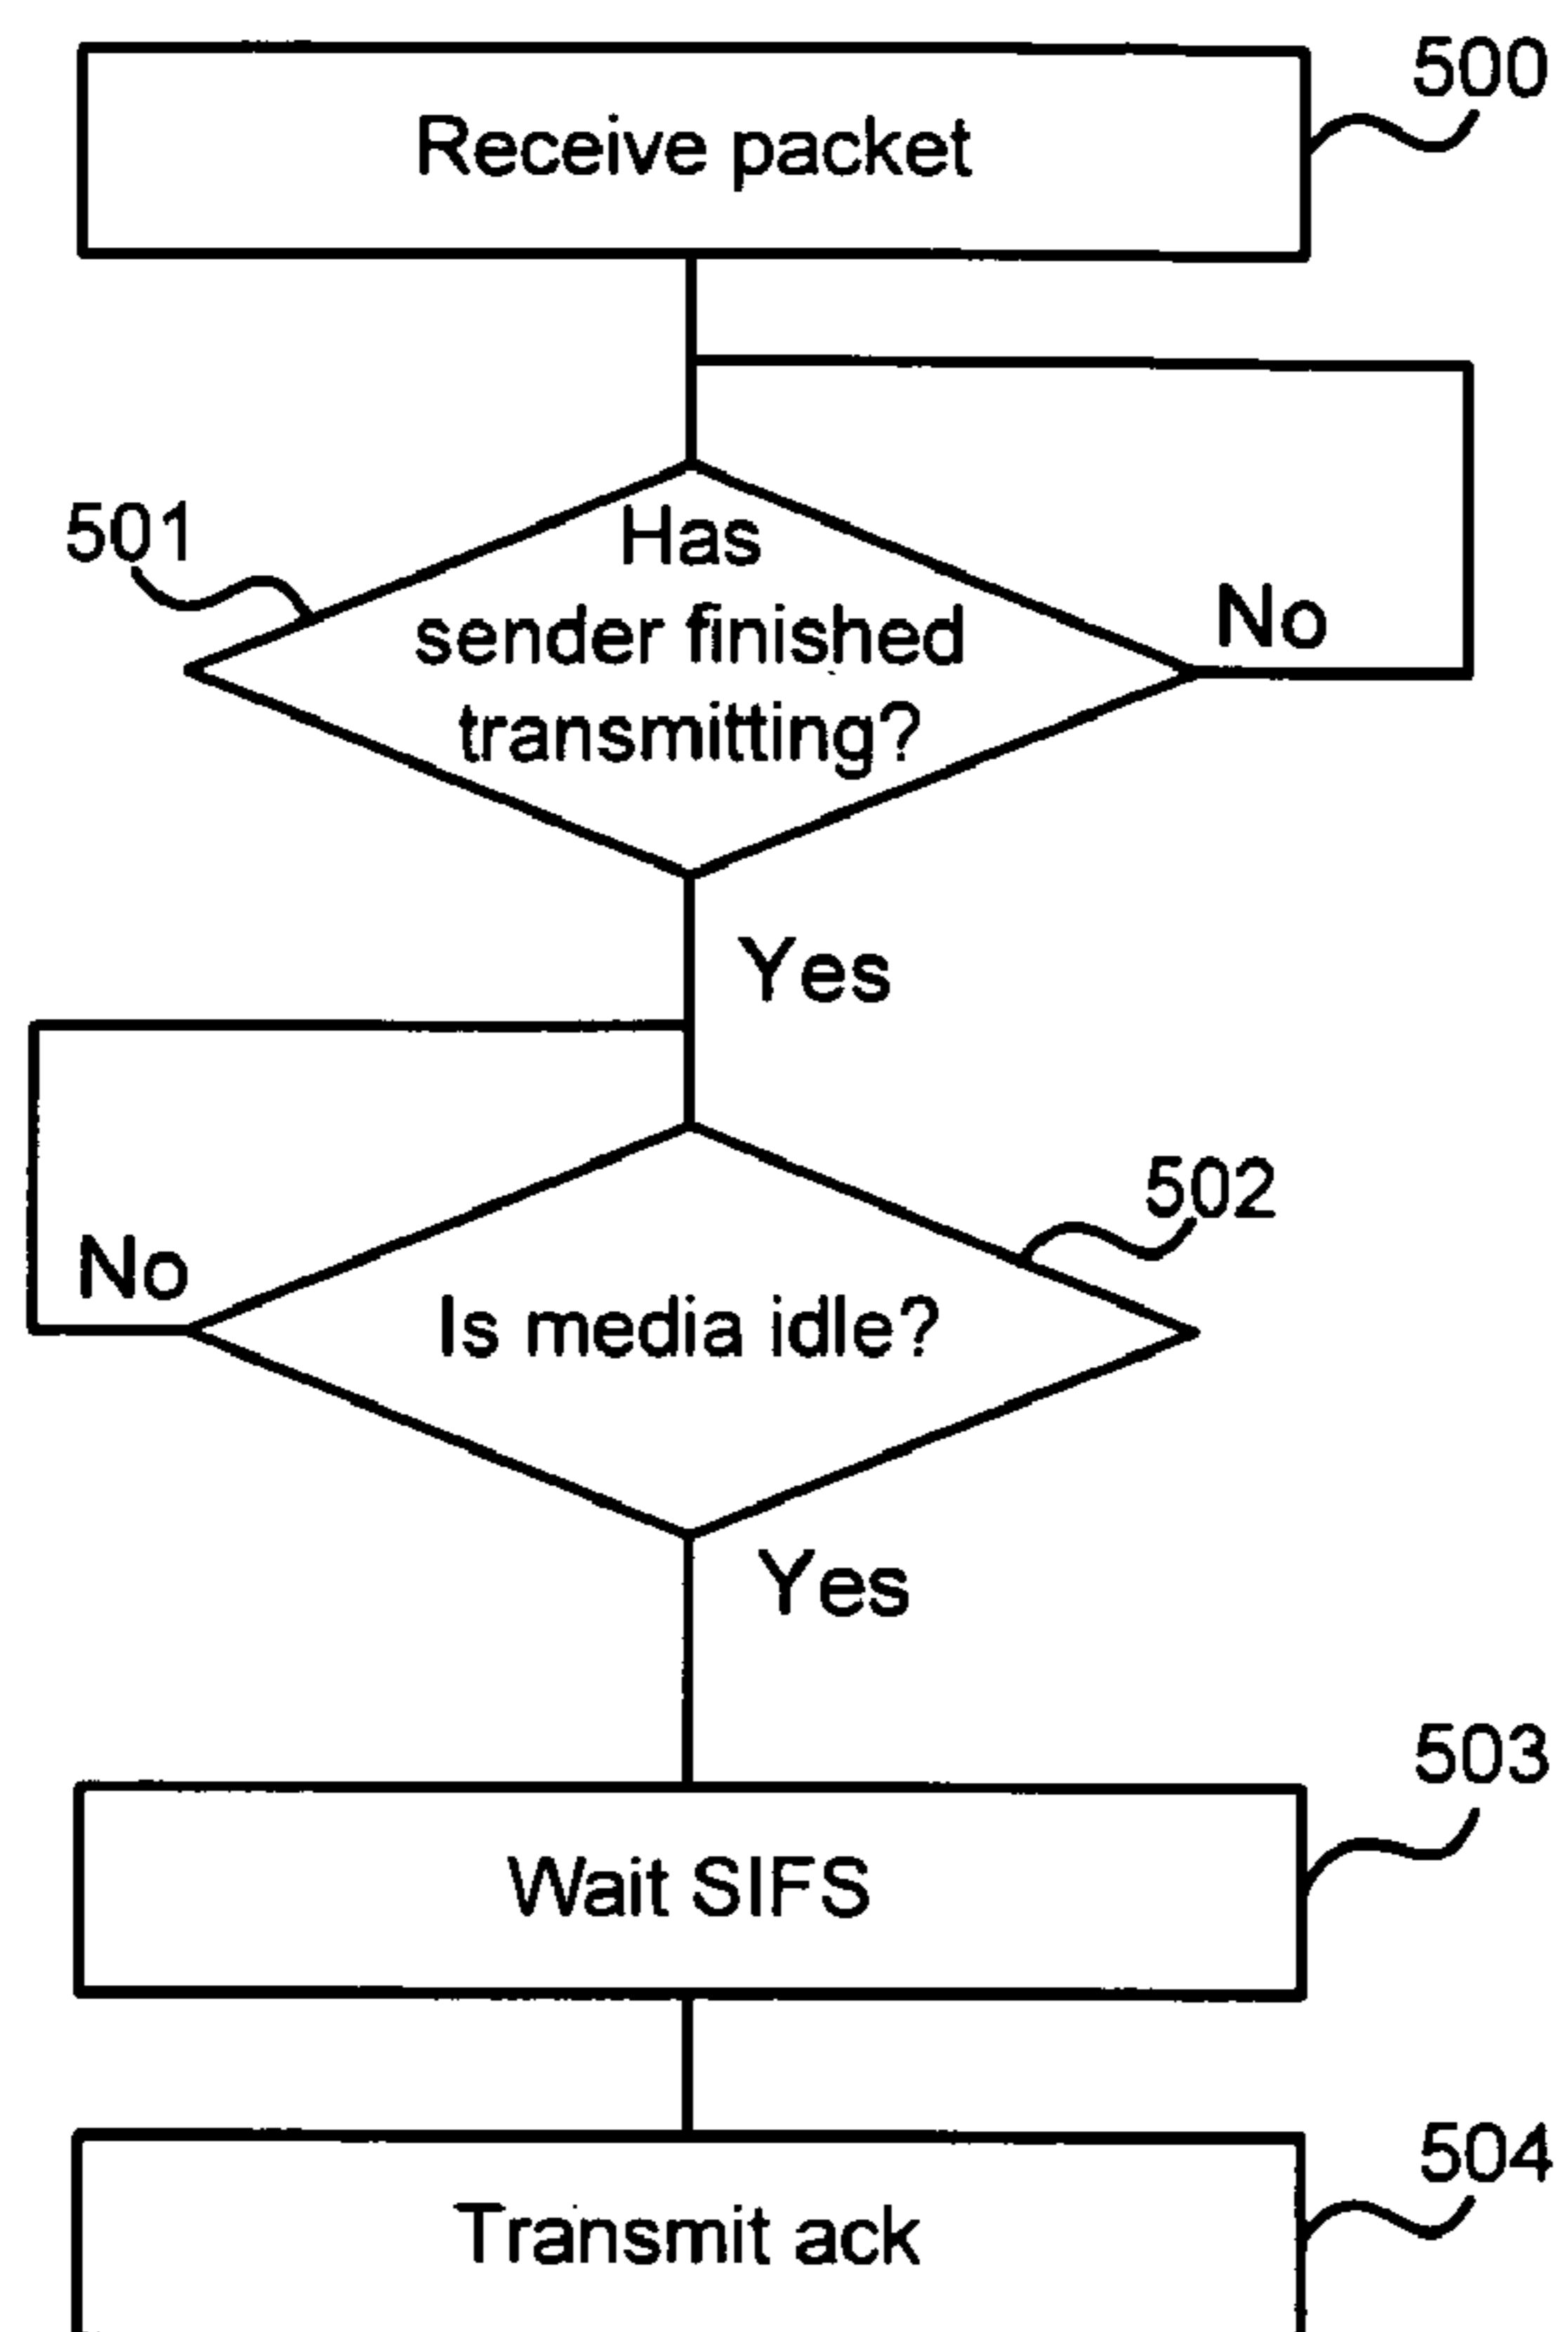 500
Receive packet
501
Has
sender finished
transmitting?
No
Yes
502
No
Is media idle?
Yes
503
Wait SIFS
504
Transmit ack